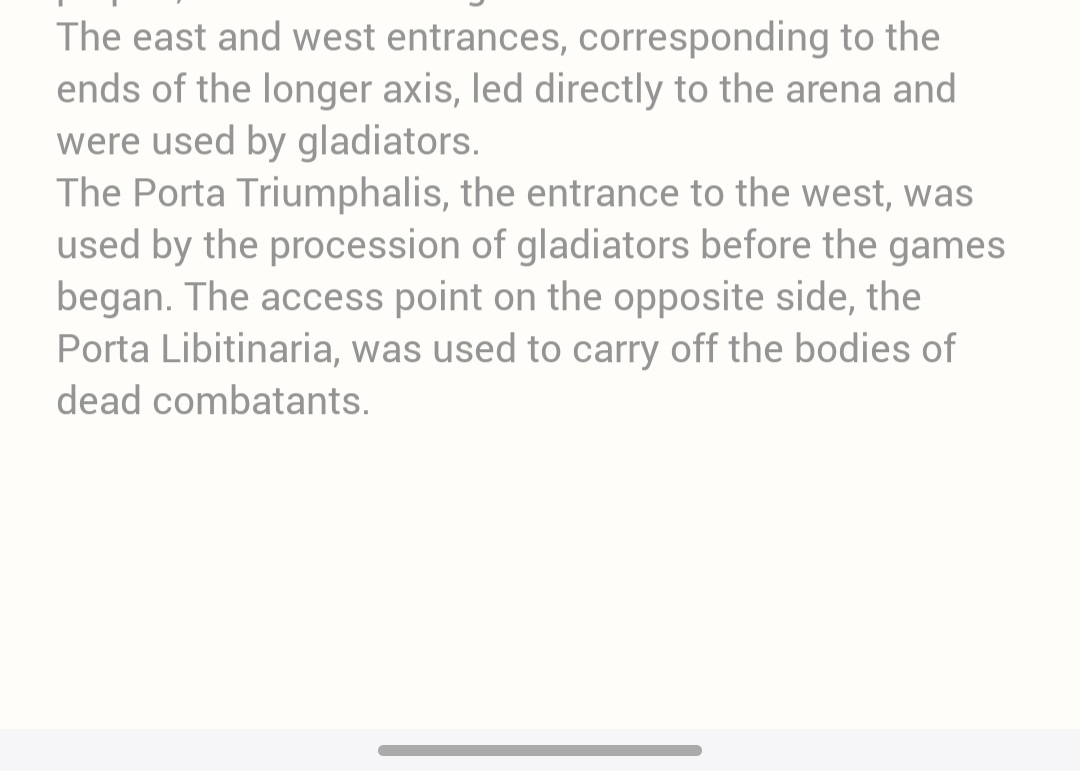 The east and west entrances, corresponding to the
ends of the longer axis, led directly to the arena and
were used by gladiators.
The Porta Triumphalis, the entrance to the west, was
used by the procession of gladiators before the games
began. The access point on the opposite side, the
Porta Libitinaria, was used to carry off the bodies of
dead combatants.